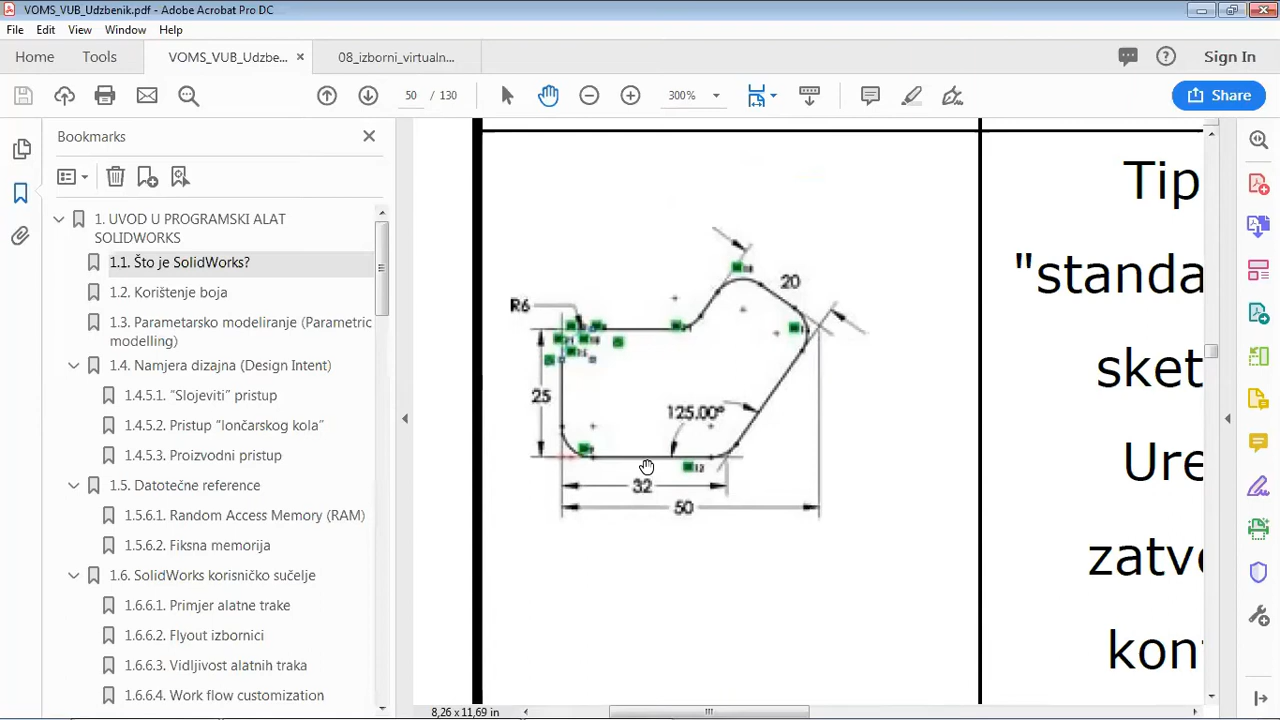 VOMS_VUB_Udzbenik.pdf - Adobe Acrobat Pro DC
File Edit View Window Help
Home Tools VOMS_VUB_Udzbe... × 08_izborni_virtualn... Sign In
50 / 130 300% Share
Bookmarks
1. UVOD U PROGRAMSKI ALAT
SOLIDWORKS
1.1. Što je SolidWorks?
1.2. Korištenje boja
1.3. Parametarsko modeliranje (Parametric
modelling)
1.4. Namjera dizajna (Design Intent)
1.4.5.1. “Slojeviti” pristup
1.4.5.2. Pristup “lončarskog kola”
1.4.5.3. Proizvodni pristup
1.5. Datotečne reference
1.5.6.1. Random Access Memory (RAM)
1.5.6.2. Fiksna memorija
1.6. SolidWorks korisničko sučelje
1.6.6.1. Primjer alatne trake
1.6.6.2. Flyout izbornici
1.6.6.3. Vidljivost alatnih traka
1.6.6.4. Work flow customization
20
R6
25
125.00°
12
32
50
Tip
"standa
sket
Ure
zatv
kon
8,26 x 11,69 in